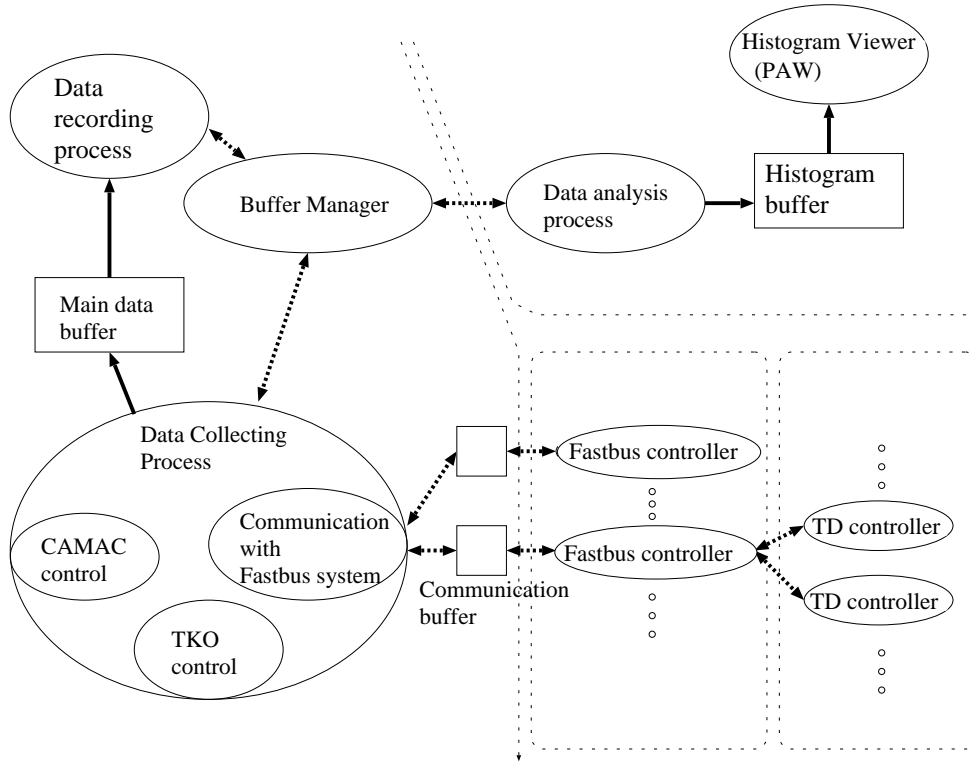 Histogram Viewer
(PAW)
Data
recording
process
Buffer Manager
Data analysis
process
Histogram
buffer
Main data
buffer
Data Collecting
Process
Fastbus controller
Communication
with
Fastbus system
CAMAC
control
Fastbus controller
TD controller
Communication
buffer
TD controller
TKO
control